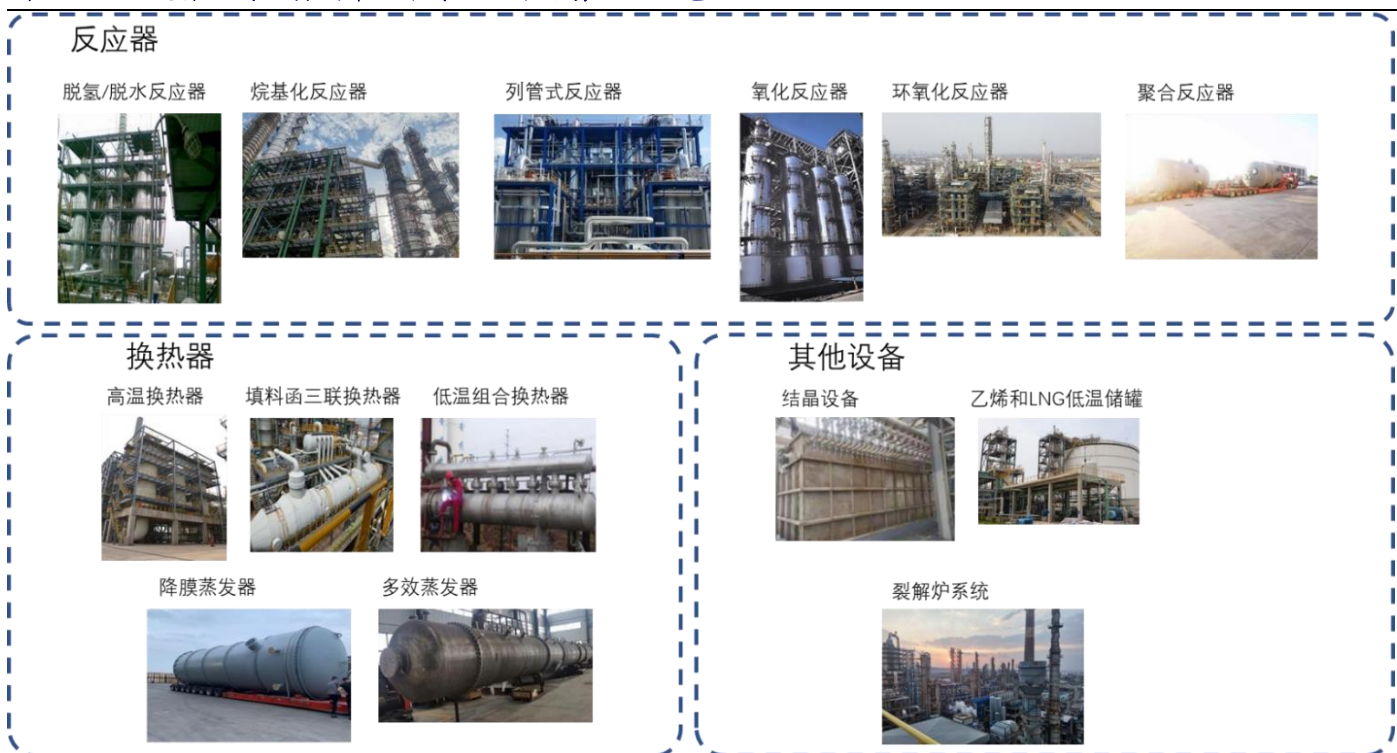 反应器
脱氢/脱水反应器
烷基化反应器
列管式反应器
氧化反应器
环氧化反应器
聚合反应器
换热器
高温换热器
填料函三联换热器
低温组合换热器
降膜蒸发器
多效蒸发器
其他设备
结晶设备
乙烯和LNG低温储罐
裂解炉系统